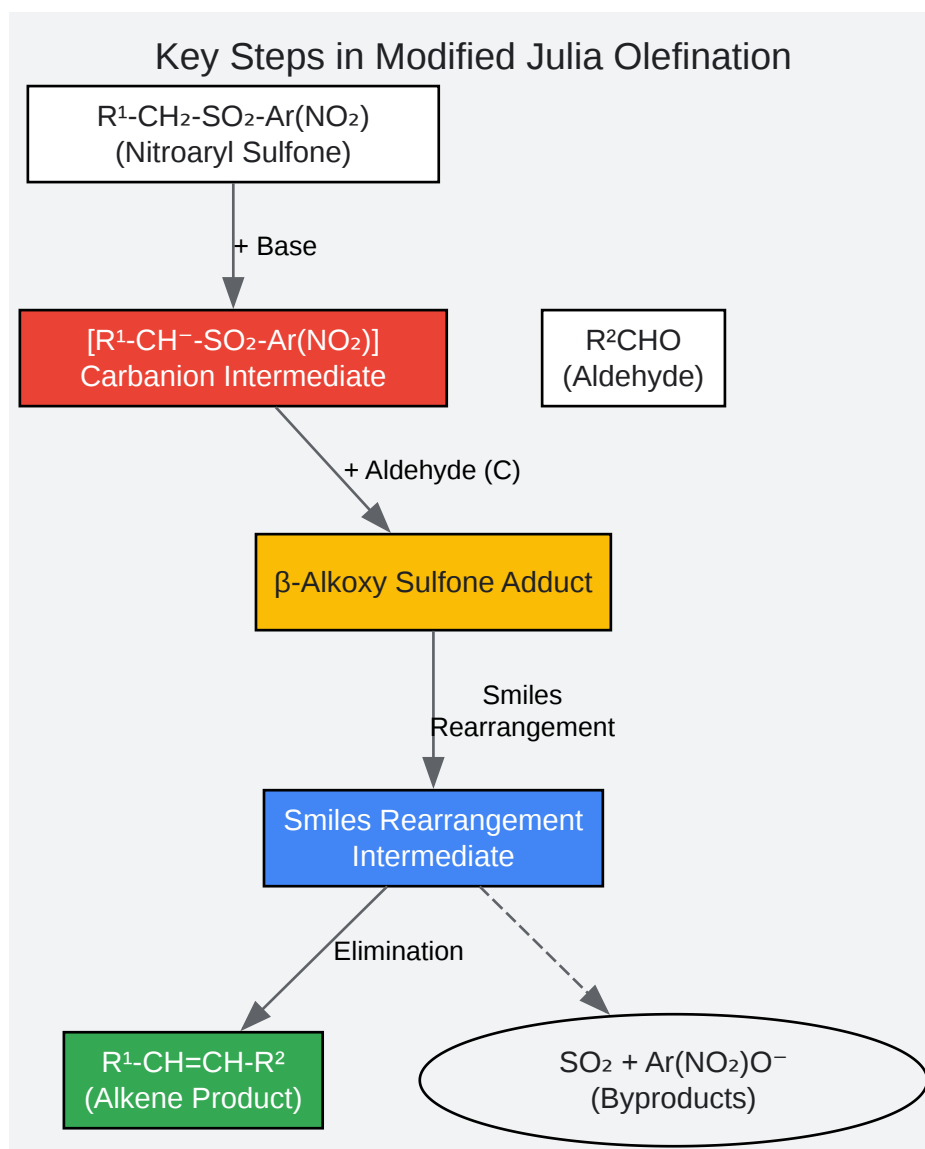 Key Steps in Modified Julia Olefination
R¹-CH₂-SO₂-Ar(NO₂)
(Nitroaryl Sulfone)
+ Base
[R¹-CH⁻-SO₂-Ar(NO₂)]
Carbanion Intermediate
R²CHO
(Aldehyde)
+ Aldehyde (C)
β-Alkoxy Sulfone Adduct
Smiles
Rearrangement
Smiles Rearrangement
Intermediate
Elimination
R¹-CH=CH-R²
(Alkene Product)
SO₂ + Ar(NO₂)O⁻
(Byproducts)